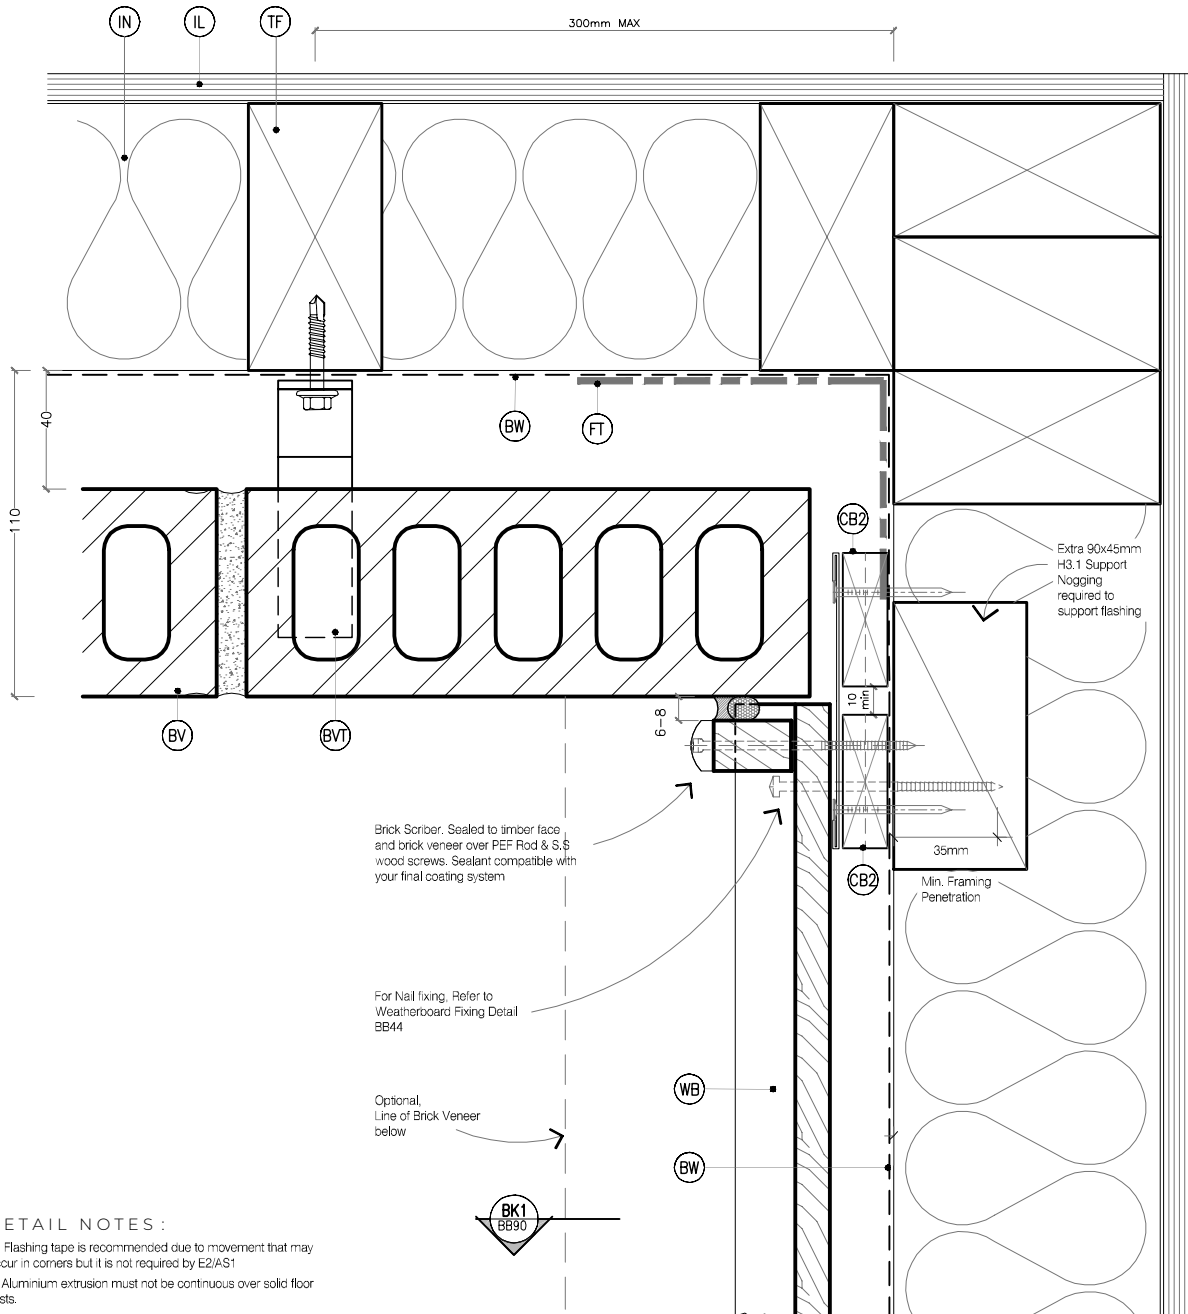 IN
IL
TF
300mm MAX
40
110
BW
FT
CB2
Extra 90x45mm
H3.1 Support
Nogging
required to
support flashing
BV
BVT
6-8
10
min
Brick Scriber. Sealed to timber face
and brick veneer over PEF Rod & S.S
wood screws. Sealant compatible with
your final coating system
35mm
CB2
Min. Framing
Penetration
For Nail fixing, Refer to
Weatherboard Fixing Detail
BB44
WB
Optional,
Line of Brick Veneer
below
BW
BK1
BB90
ETAIL NOTES:
Flashing tape is recommended due to movement that may
cur in corners but it is not required by E2/AS1
Aluminium extrusion must not be continuous over solid floor
sts.